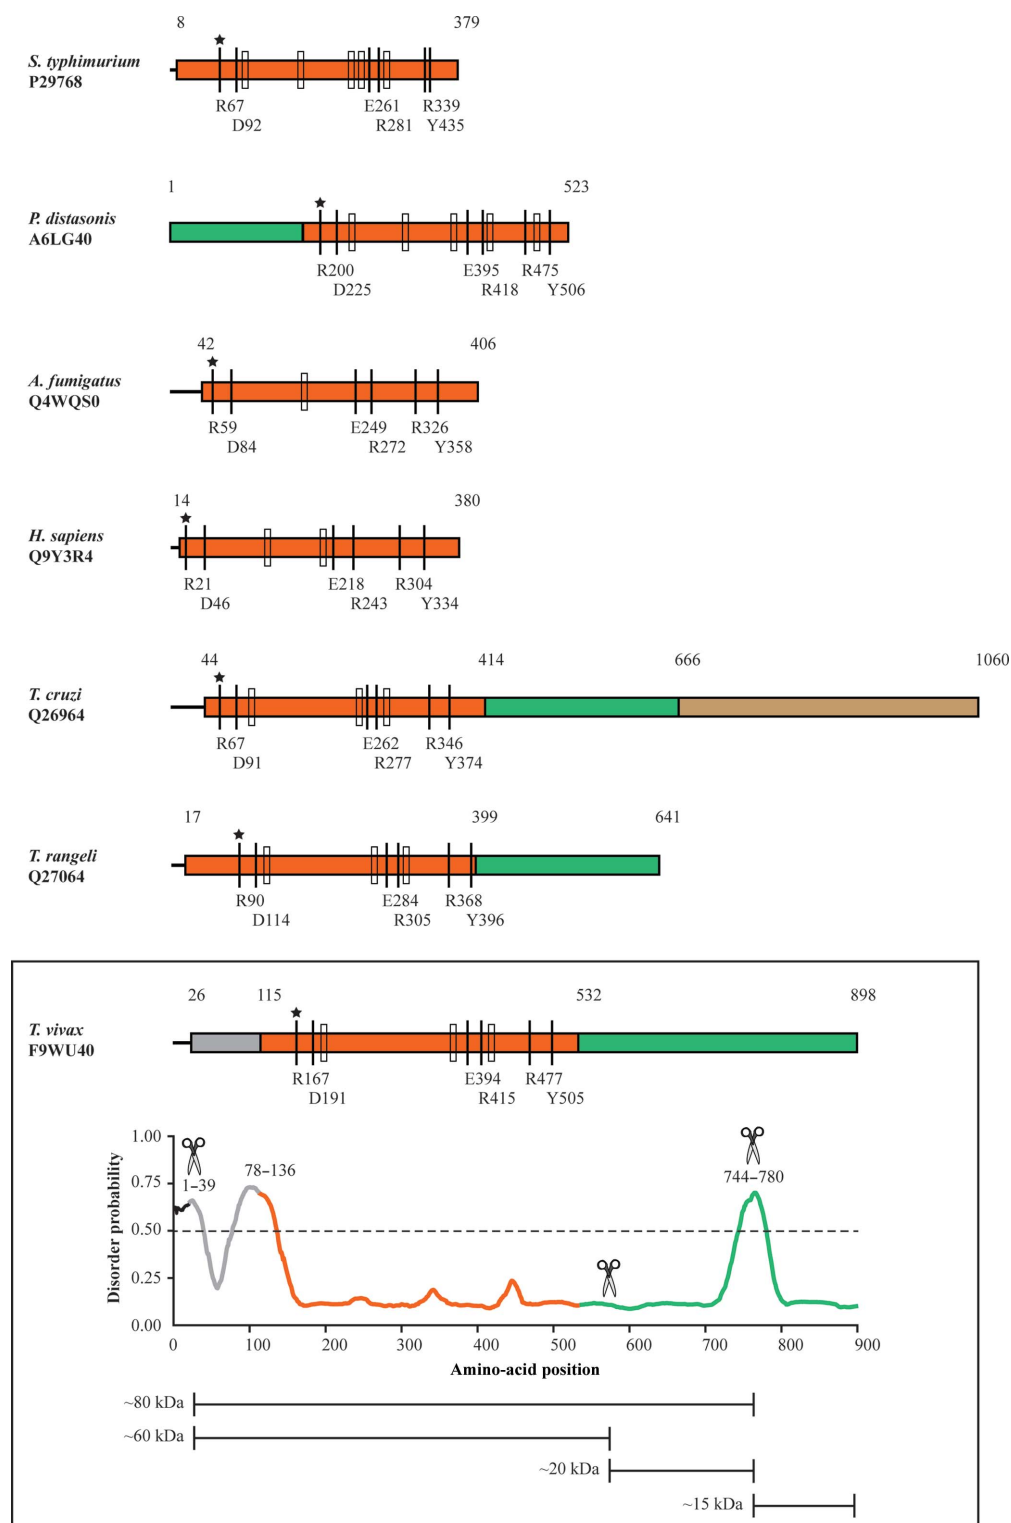 8 379
S. typhimurium
P29768
R67 E261 R339
D92 R281 Y435
1 523
P. distasonis
A6LG40
R200 E395 R475
D225 R418 Y506
42 406
A. fumigatus
Q4WQS0
R59 E249 R326
D84 R272 Y358
14 380
H. sapiens
Q9Y3R4
R21 E218 R304
D46 R243 Y334
44 414 666 1060
T. cruzi
Q26964
R67 E262 R346
D91 R277 Y374
17 399 641
T. rangeli
Q27064
R90 E284 R368
D114 R305 Y396
26 115 532 898
T. vivax
F9WU40
R167 E394 R477
D191 R415 Y505
Disorder probability
1.00
0.75
0.50
0.25
0.00
1–39
78–136
744–780
0 100 200 300 400 500 600 700 800 900
Amino-acid position
~80 kDa
~60 kDa
~20 kDa
~15 kDa